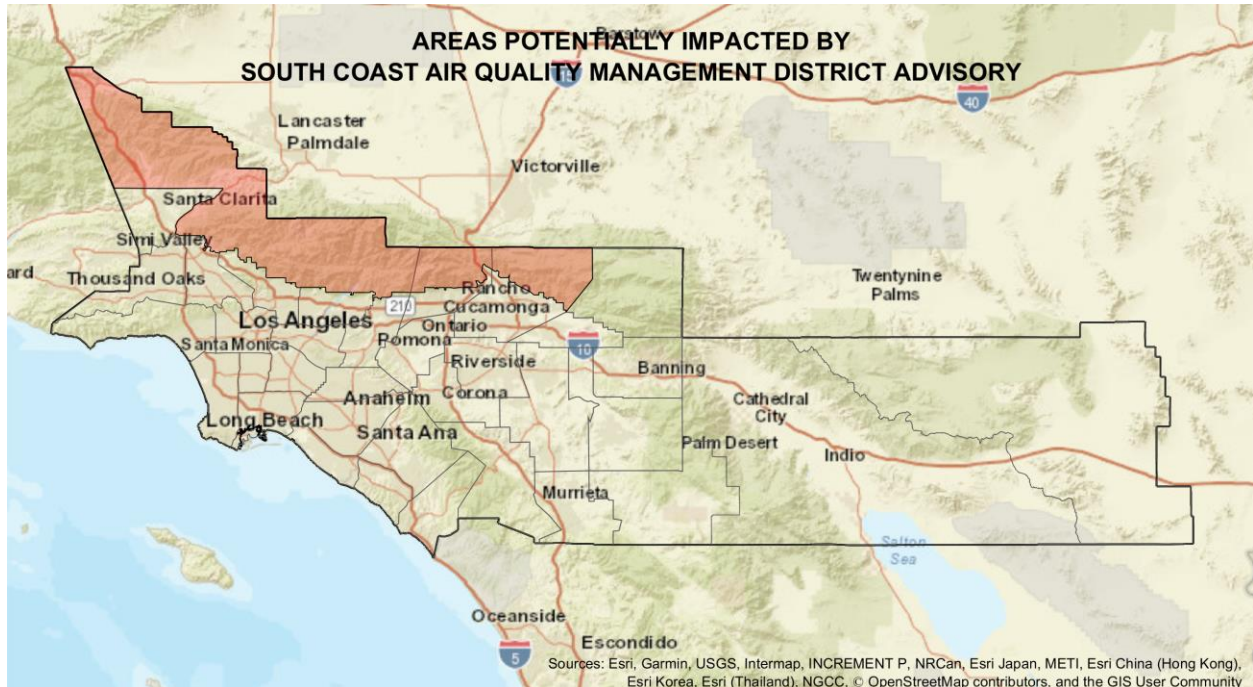 AREAS POTENTIALLY IMPACTED BY
SOUTH COAST AIR QUALITY MANAGEMENT DISTRICT ADVISORY
Barstow
15
40
Lancaster
Palmdale
Victorville
Santa Clarita
Simi Valley
ard
Thousand Oaks
Twentynine
Palms
Rancho
Cucamonga
210
Los Angeles
Ontario
Santa Monica
Pomona
10
Riverside
Banning
Anaheim
Corona
Cathedral
City
Long Beach
Santa Ana
Palm Desert
Indio
Murrieta
Salton
Sea
Oceanside
Escondido
5
Sources: Esri, Garmin, USGS, Intermap, INCREMENT P, NRCan, Esri Japan, METI, Esri China (Hong Kong),
Esri Korea, Esri (Thailand), NGCC, © OpenStreetMap contributors, and the GIS User Community